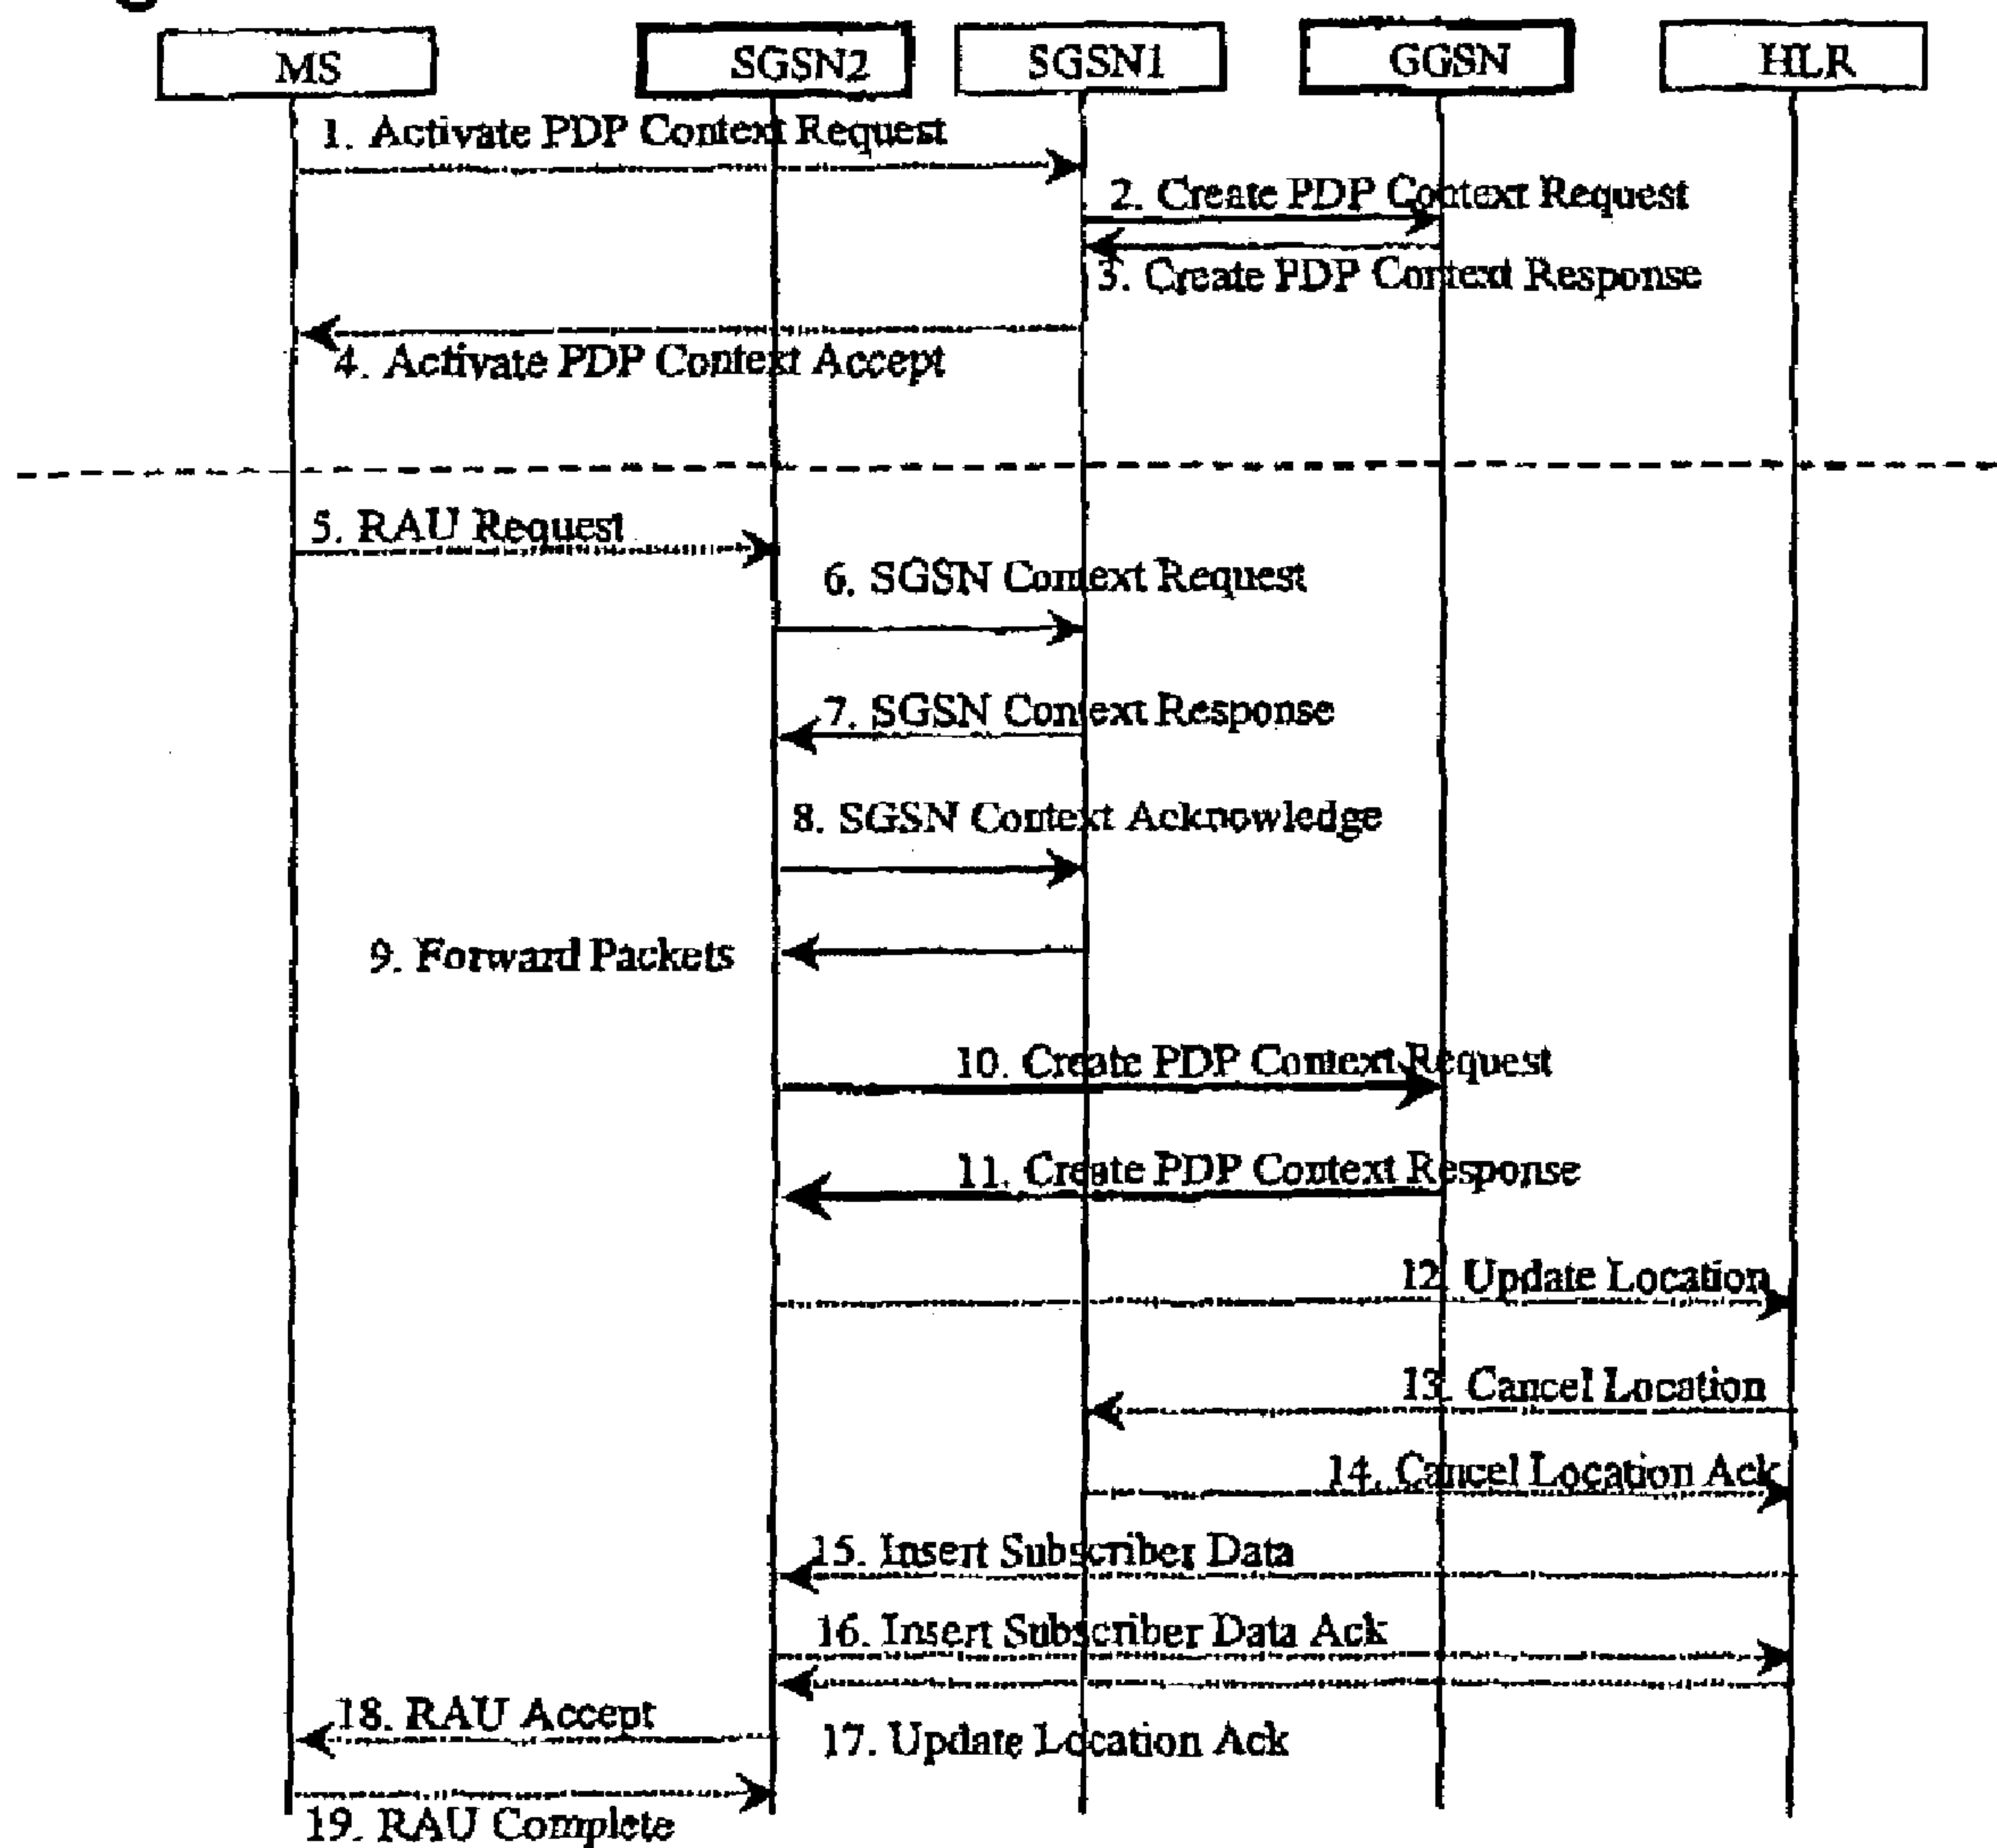 MS
SGSN2
SGSN1
GGSN
HLR
1. Activate PDP Context Request
2. Create PDP Context Request
3. Create PDP Context Response
4. Activate PDP Context Accept
5. RAU Request
6. SGSN Context Request
7. SGSN Context Response
8. SGSN Context Acknowledge
9. Forward Packets
10. Create PDP Context Request
11. Create PDP Context Response
12. Update Location
13. Cancel Location
14. Cancel Location Ack
15. Insert Subscriber Data
16. Insert Subscriber Data Ack
18. RAU Accept
17. Update Location Ack
19. RAU Complete